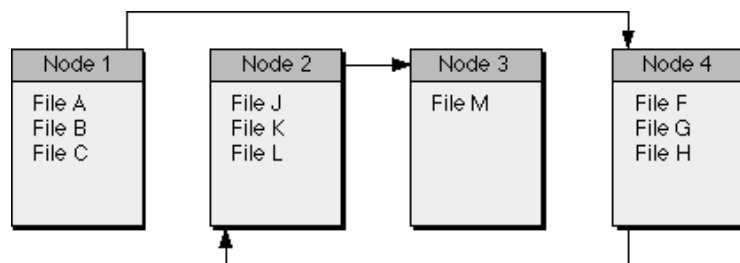 Node 1
File A
File B
File C
Node 2
File J
File K
File L
Node 3
File M
Node 4
File F
File G
File H